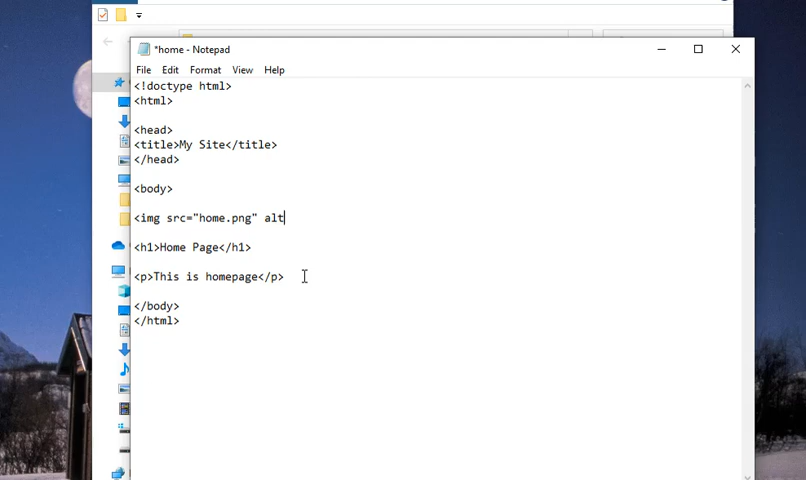 *home - Notepad
File Edit Format View Help
<!doctype html>
<html>
<head>
<title>My Site</title>
</head>
<body>
<img src="home.png" alt
<h1>Home Page</h1>
<p>This is homepage</p>
</body>
</html>